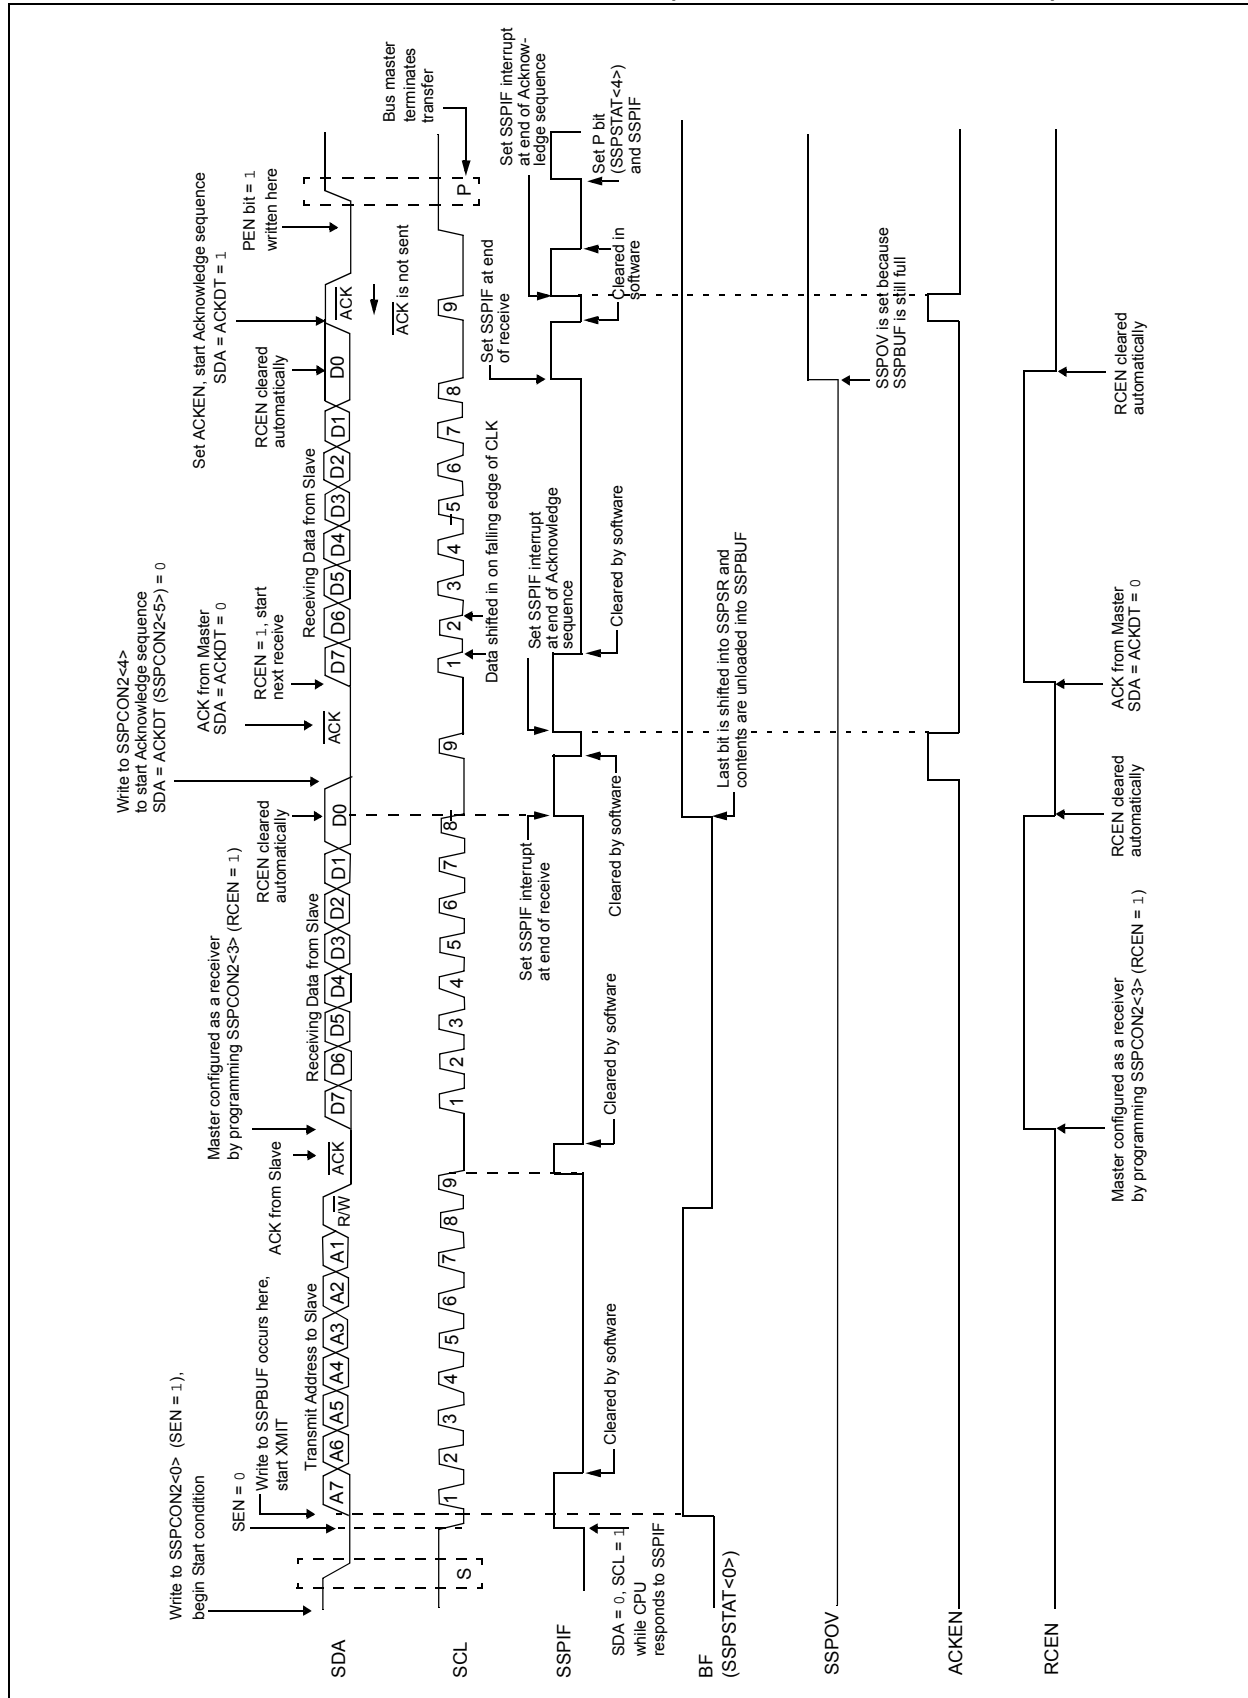 Write to SSPCON2<0> (SEN = 1),
begin Start condition
SEN = 0
Write to SSPBUF occurs here,
start XMIT
Transmit Address to Slave
ACK from Slave
Master configured as a receiver
by programming SSPCON2<3> (RCEN = 1)
Receiving Data from Slave
RCEN cleared
automatically
Write to SSPCON2<4>
to start Acknowledge sequence
SDA = ACKDT (SSPCON2<5>) = 0
ACK from Master
SDA = ACKDT = 0
RCEN = 1, start
next receive
Receiving Data from Slave
RCEN cleared
automatically
Set ACKEN, start Acknowledge sequence
SDA = ACKDT = 1
PEN bit = 1
written here
SDA
A7 A6 A5 A4 A3 A2 A1 R/W ACK D7 D6 D5 D4 D3 D2 D1 D0 ACK D7 D6 D5 D4 D3 D2 D1 D0 ACK
ACK is not sent
Bus master
terminates
transfer
SCL
S 1 2 3 4 5 6 7 8 9 1 2 3 4 5 6 7 8 9 1 2 3 4 5 6 7 8 9 P
Data shifted in on falling edge of CLK
Set SSPIF interrupt
at end of receive
Set SSPIF interrupt
at end of Acknowledge
sequence
Set SSPIF at end
of receive
Set SSPIF interrupt
at end of Acknow-
ledge sequence
SSPIF
SDA = 0, SCL = 1
while CPU
responds to SSPIF
Cleared by software
Cleared by software
Cleared by software
Cleared by software
Cleared in
software
Set P bit
(SSPSTAT<4>)
and SSPIF
BF
(SSPSTAT<0>)
Last bit is shifted into SSPSR and
contents are unloaded into SSPBUF
SSPOV
SSPOV is set because
SSPBUF is still full
ACKEN
RCEN
Master configured as a receiver
by programming SSPCON2<3> (RCEN = 1)
RCEN cleared
automatically
ACK from Master
SDA = ACKDT = 0
RCEN cleared
automatically